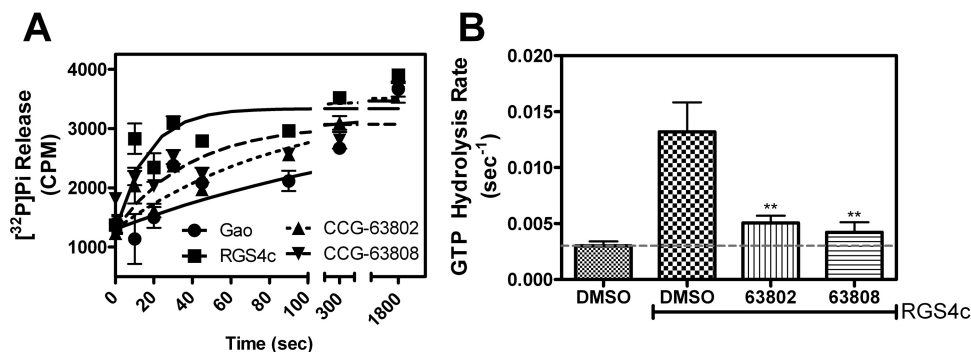 A
[³²P]Pi Release
(CPM)
4000
3000
2000
1000
Gao
RGS4c
CCG-63802
CCG-63808
0
20
40
60
80
100
300
1800
Time (sec)
B
GTP Hydrolysis Rate
(sec⁻¹)
0.020
0.015
0.010
0.005
0.000
**
**
DMSO
DMSO
63802
63808
RGS4c